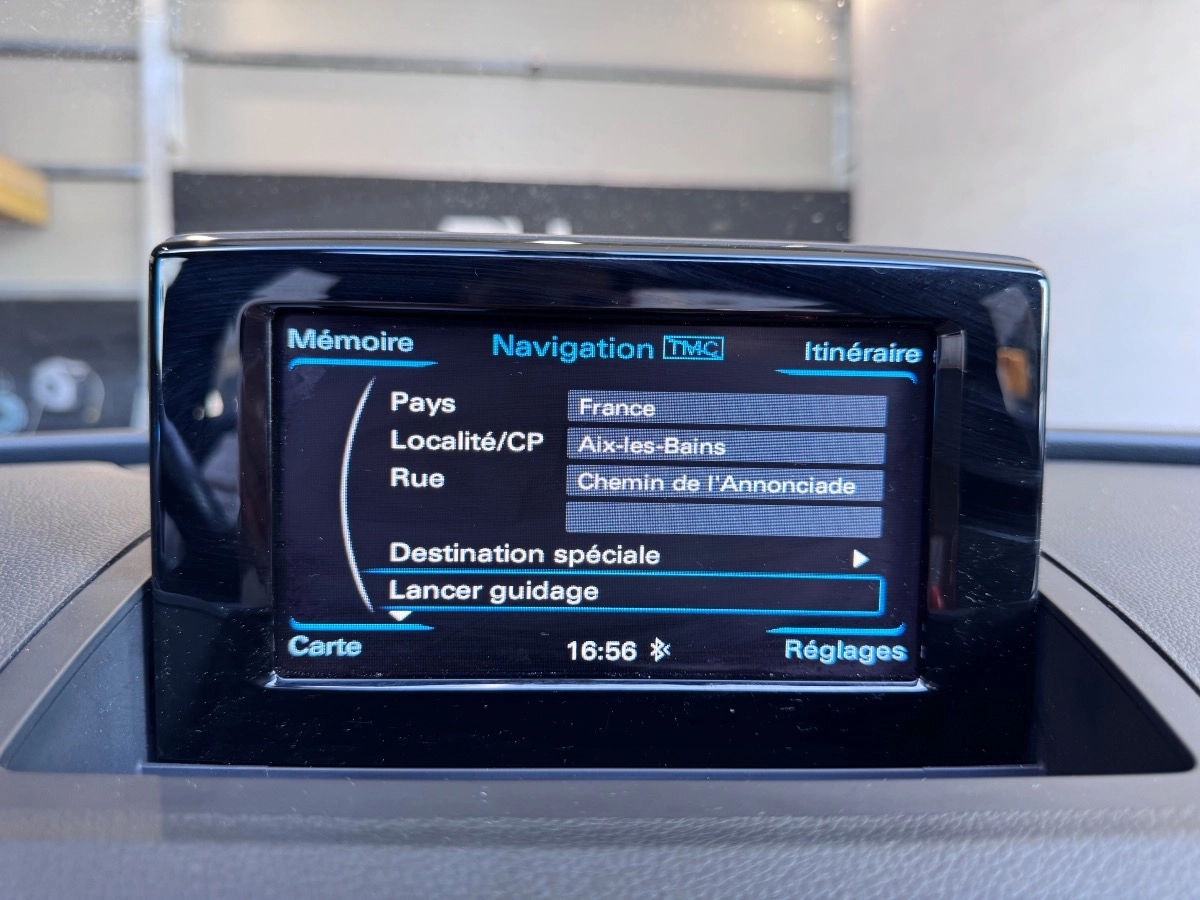 Mémoire Navigation TMC Itinéraire
Pays France
Localité/CP Aix-les-Bains
Rue Chemin de l'Annonciade
Destination spéciale
Lancer guidage
Carte 16:56 Réglages